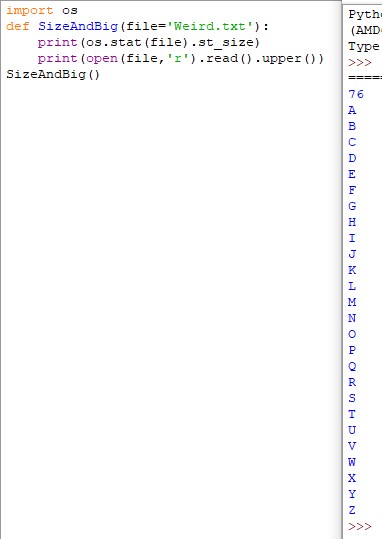 import os
def SizeAndBig(file='Weird.txt'):
    print(os.stat(file).st_size)
    print(open(file,'r').read().upper())
SizeAndBig()
Pytho
(AMD
Type
>>>
=====
76
A
B
C
D
E
F
G
H
I
J
K
L
M
N
O
P
Q
R
S
T
U
V
W
X
Y
Z
>>>